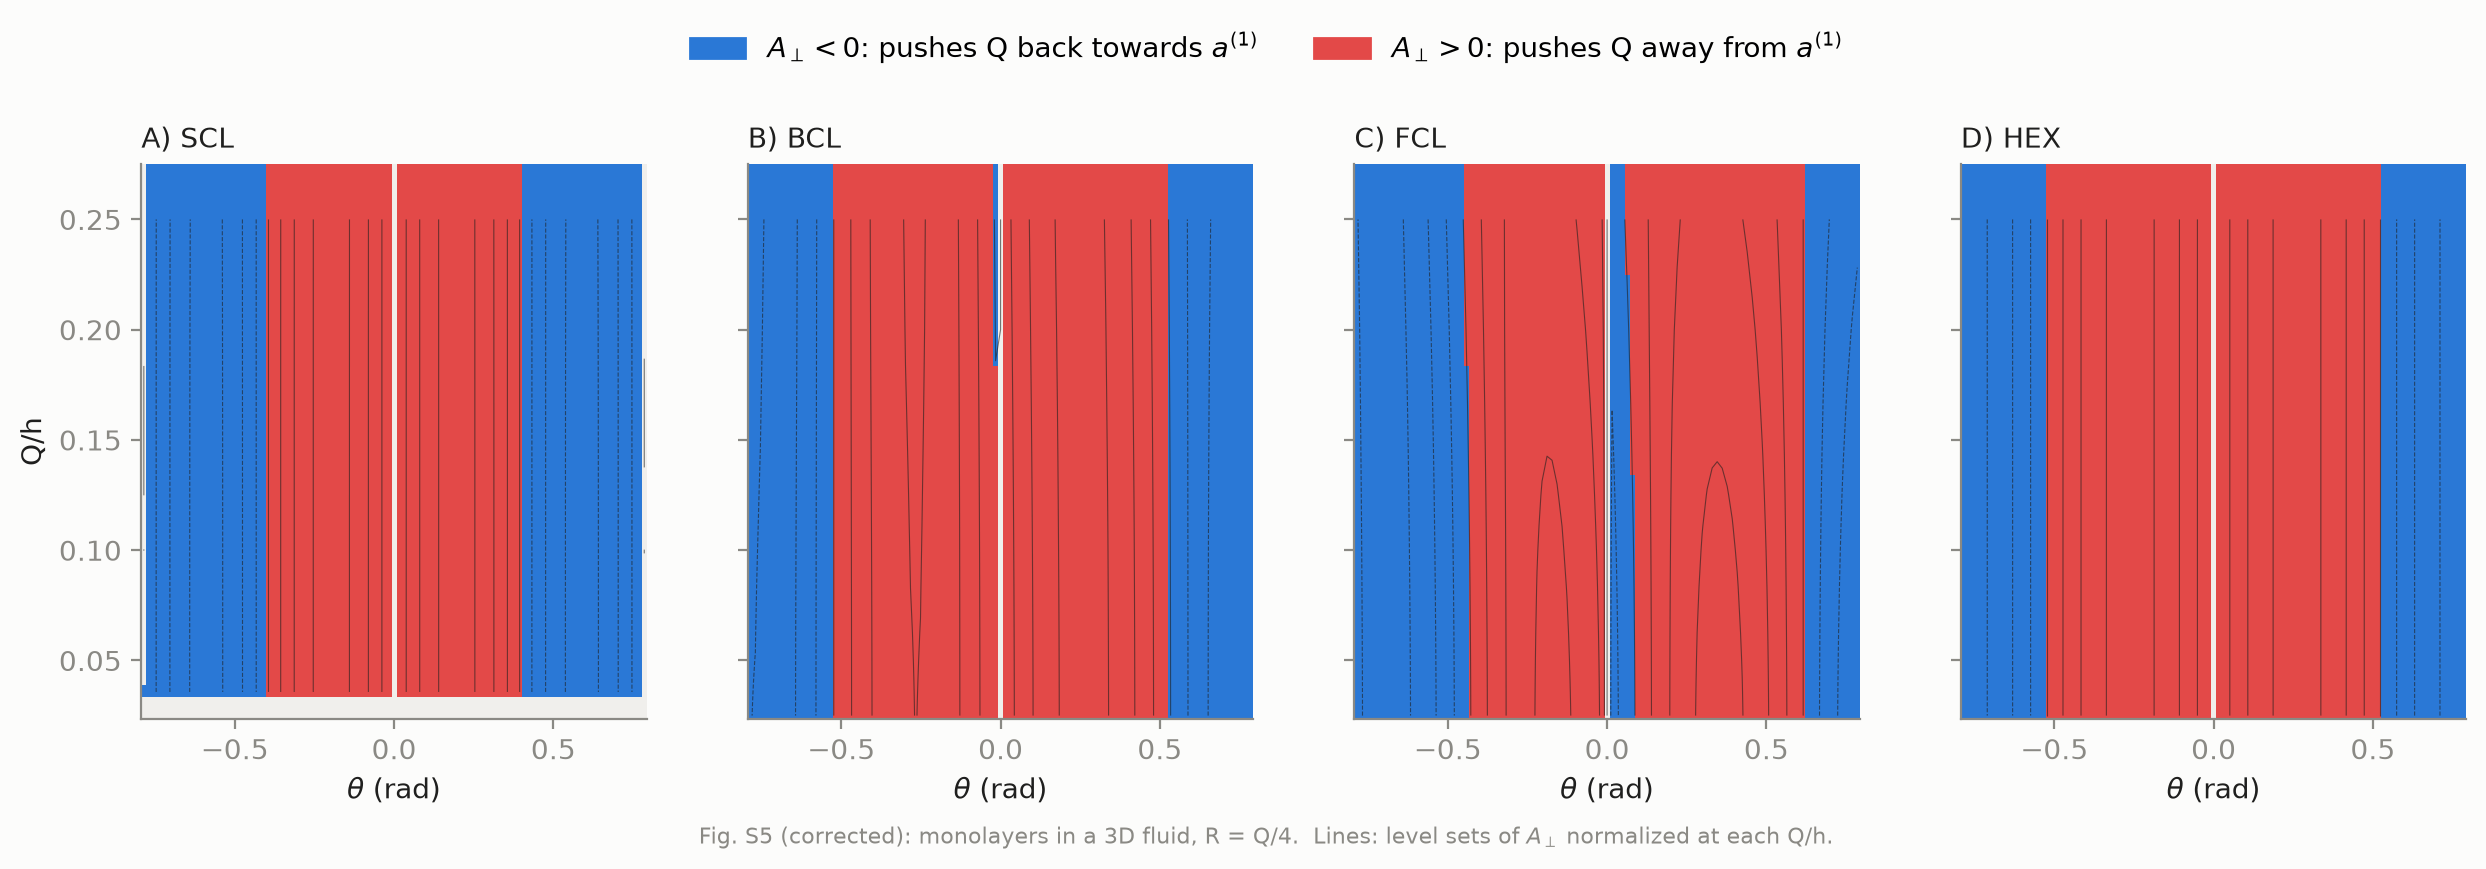 A⊥ < 0: pushes Q back towards a⁽¹⁾
A⊥ > 0: pushes Q away from a⁽¹⁾
A) SCL
B) BCL
C) FCL
D) HEX
0.25
0.20
0.15
0.10
0.05
Q/h
−0.5 0.0 0.5
−0.5 0.0 0.5
−0.5 0.0 0.5
−0.5 0.0 0.5
θ (rad)
θ (rad)
θ (rad)
θ (rad)
Fig. S5 (corrected): monolayers in a 3D fluid, R = Q/4. Lines: level sets of A⊥ normalized at each Q/h.